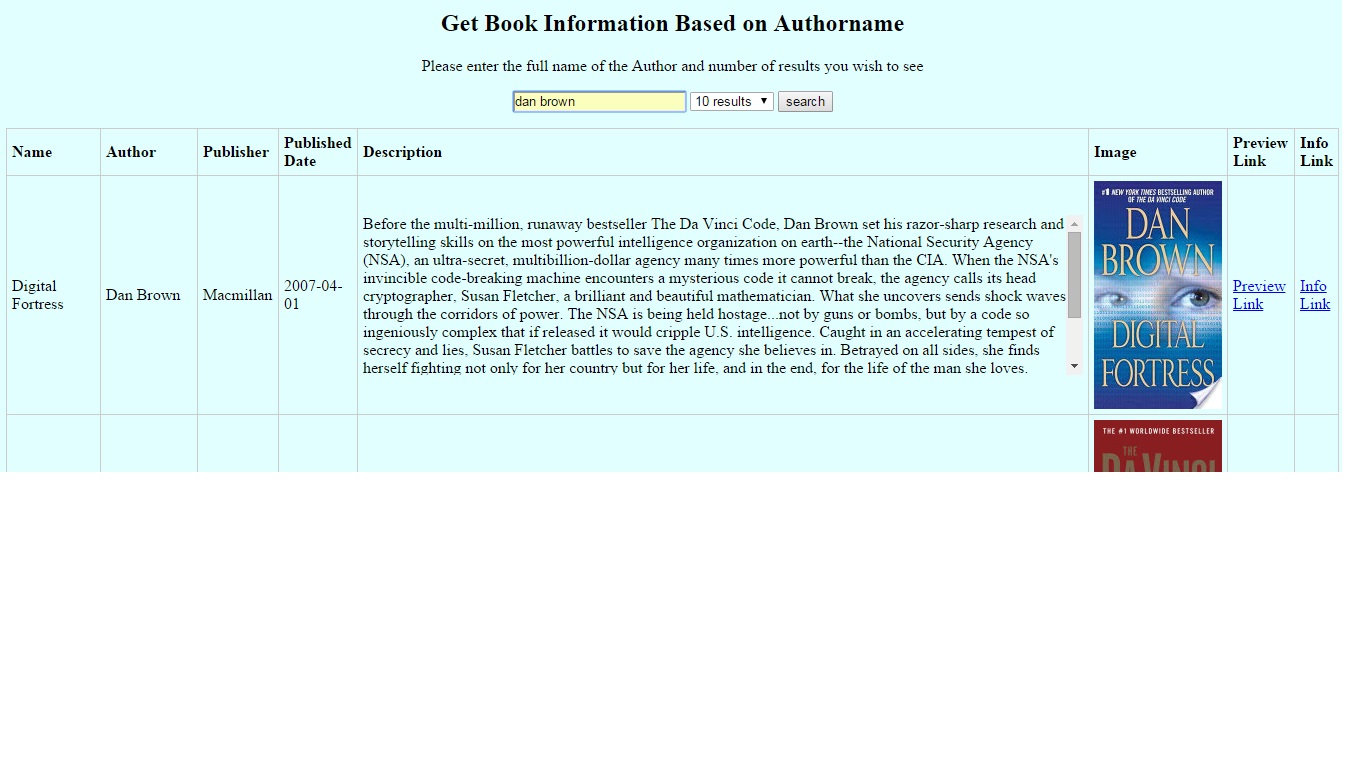 Get Book Information Based on Authorname
Please enter the full name of the Author and number of results you wish to see
dan brown 10 results search
Name Author Publisher Published Date Description Image Preview Link Info Link
Digital Fortress
Dan Brown
Macmillan
2007-04-01
Before the multi-million, runaway bestseller The Da Vinci Code, Dan Brown set his razor-sharp research and
storytelling skills on the most powerful intelligence organization on earth--the National Security Agency
(NSA), an ultra-secret, multibillion-dollar agency many times more powerful than the CIA. When the NSA's
invincible code-breaking machine encounters a mysterious code it cannot break, the agency calls its head
cryptographer, Susan Fletcher, a brilliant and beautiful mathematician. What she uncovers sends shock waves
through the corridors of power. The NSA is being held hostage...not by guns or bombs, but by a code so
ingeniously complex that if released it would cripple U.S. intelligence. Caught in an accelerating tempest of
secrecy and lies, Susan Fletcher battles to save the agency she believes in. Betrayed on all sides, she finds
herself fighting not only for her country but for her life, and in the end, for the life of the man she loves.
#1 NEW YORK TIMES BESTSELLING AUTHOR
OF THE DA VINCI CODE
DAN
BROWN
DIGITAL
FORTRESS
Preview Link
Info Link
THE #1 WORLDWIDE BESTSELLER
THE
DA VINCI